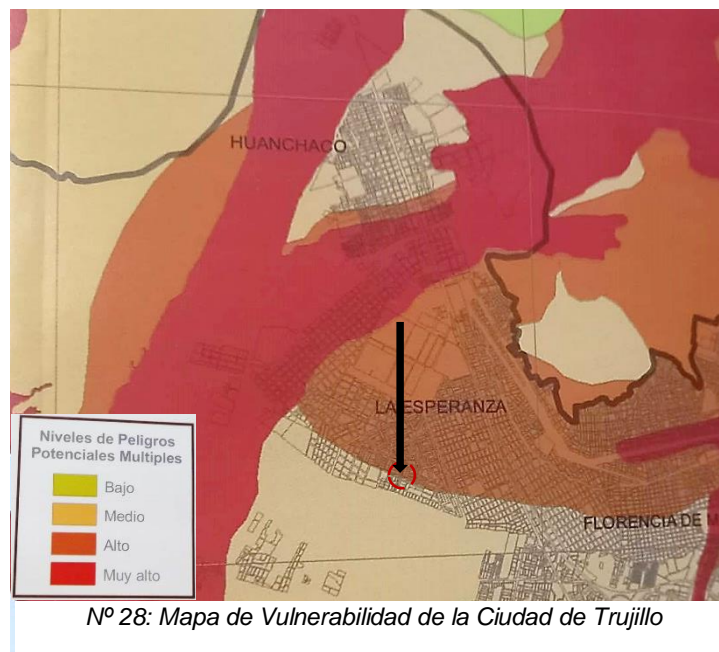 HUANCHACO
LA ESPERANZA
FLORENCIA DE M
Niveles de Peligros
Potenciales Multiples
Bajo
Medio
Alto
Muy alto
Nº 28: Mapa de Vulnerabilidad de la Ciudad de Trujillo